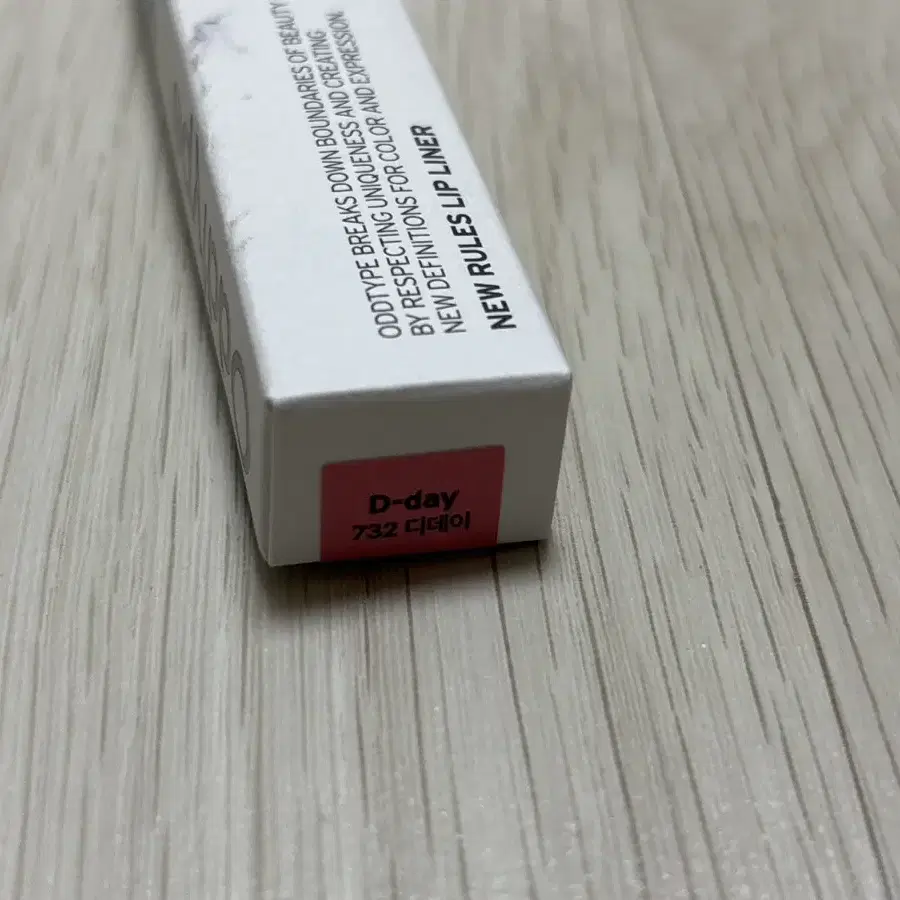 ODDTYPE BREAKS DOWN BOUNDARIES OF BEAUTY
BY RESPECTING UNIQUENESS AND CREATING
NEW DEFINITIONS FOR COLOR AND EXPRESSION.
NEW RULES LIP LINER
D-day
732 디데이